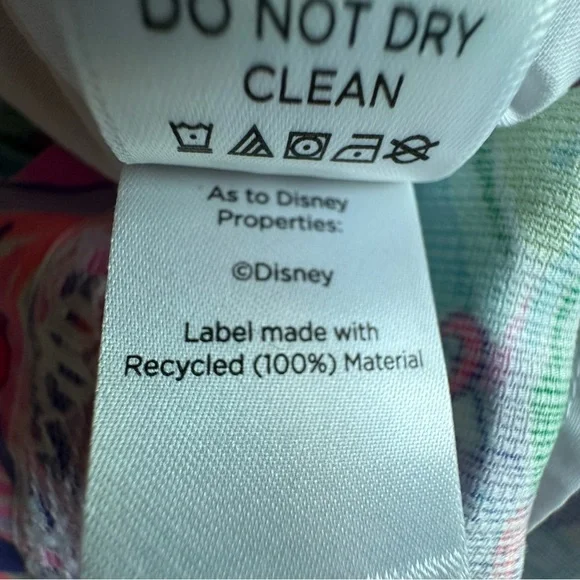 DO NOT DRY
CLEAN
As to Disney
Properties:
©Disney
Label made with
Recycled (100%) Material